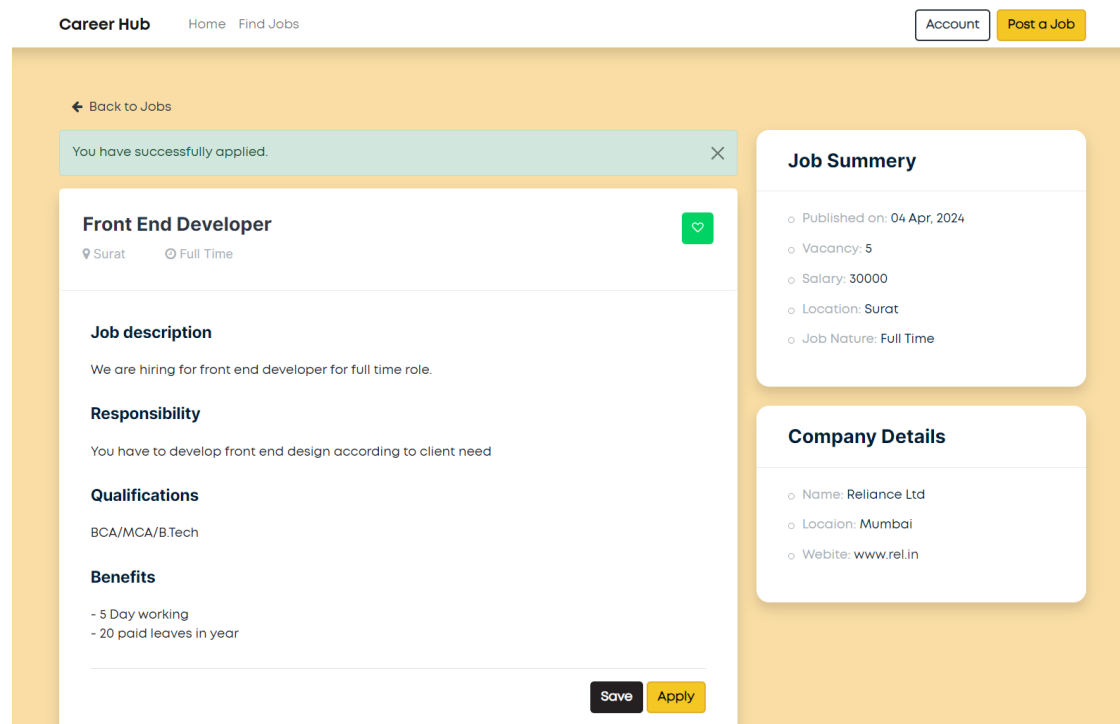 Career Hub
Home
Find Jobs
Account
Post a Job
Back to Jobs
You have successfully applied.
Front End Developer
Surat
Full Time
Job description
We are hiring for front end developer for full time role.
Responsibility
You have to develop front end design according to client need
Qualifications
BCA/MCA/B.Tech
Benefits
- 5 Day working
- 20 paid leaves in year
Save
Apply
Job Summery
Published on: 04 Apr, 2024
Vacancy: 5
Salary: 30000
Location: Surat
Job Nature: Full Time
Company Details
Name: Reliance Ltd
Locaion: Mumbai
Webite: www.rel.in